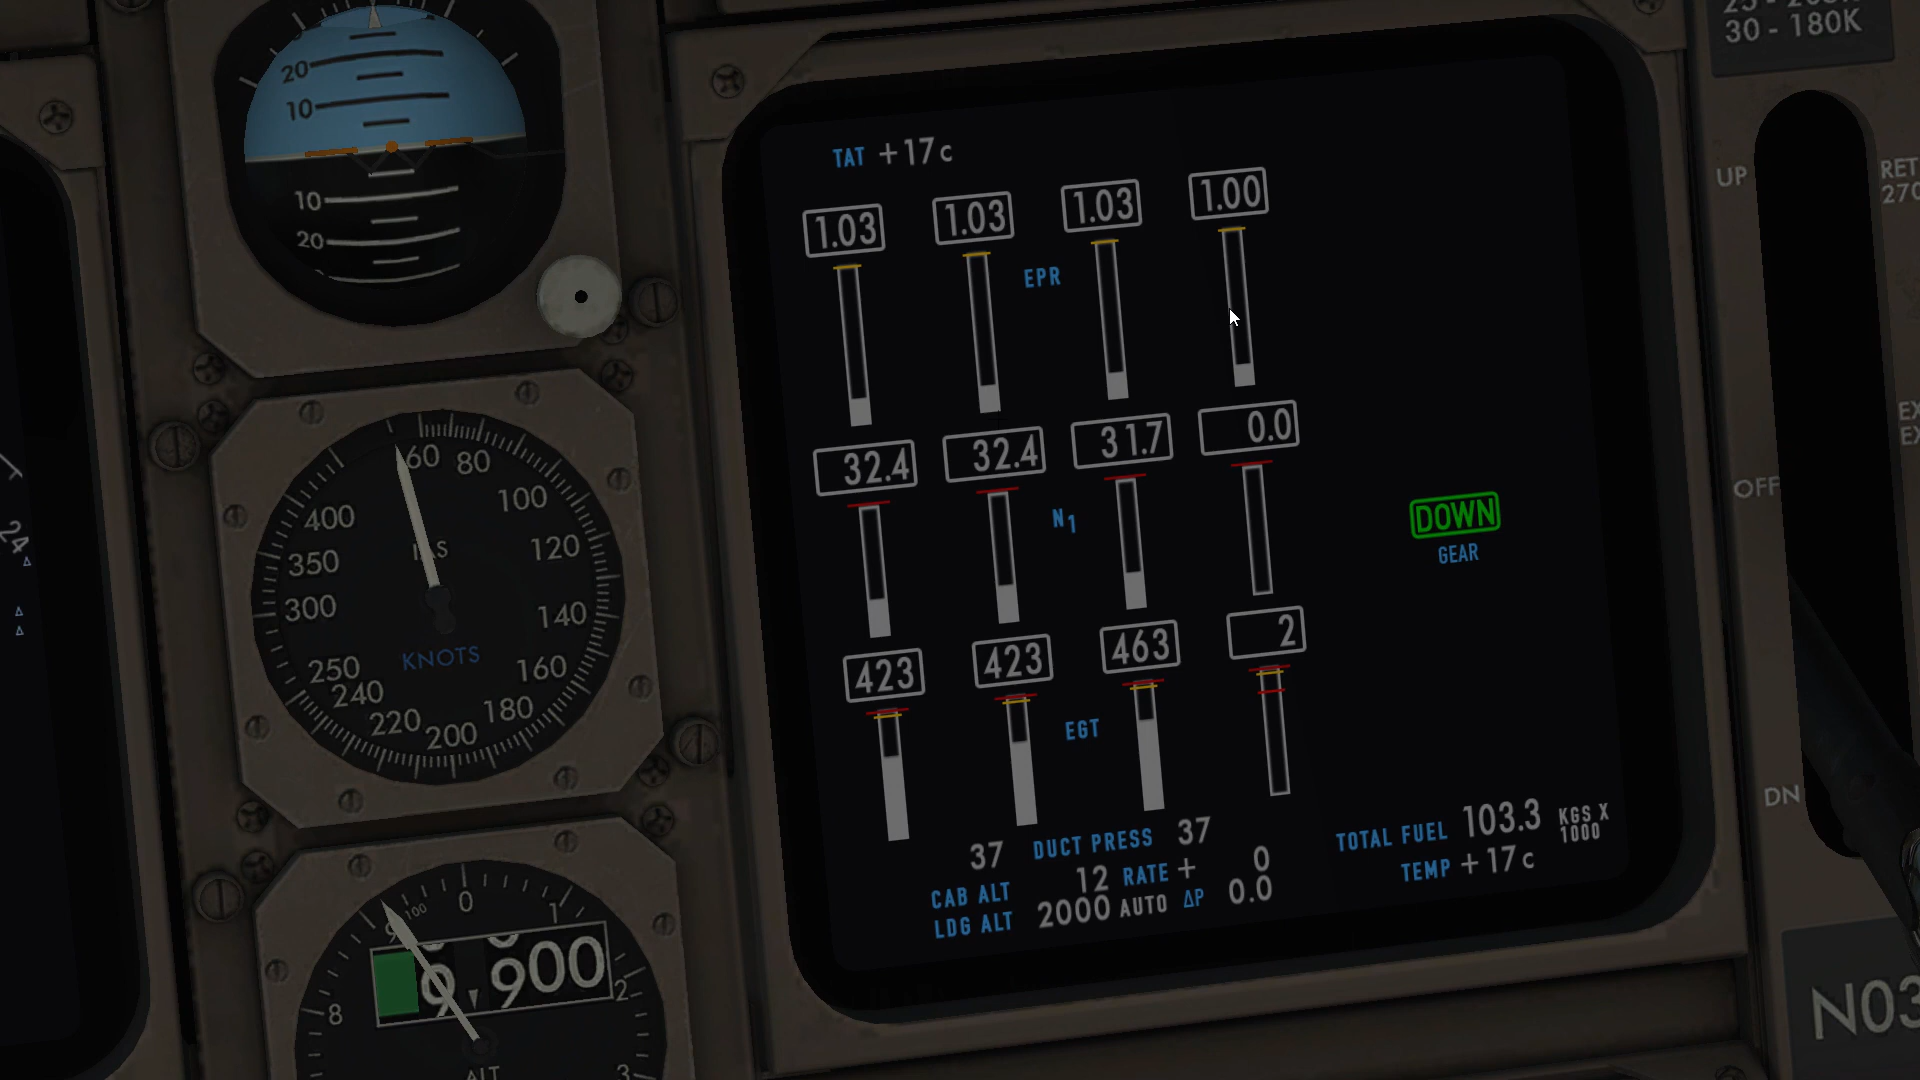 20
10
10
20
60
80
100
120
140
160
180
200
220
240
250
300
350
400
KNOTS
24
0
1
2
3
8
100
9,900
ALT
TAT +17c
1.03 1.03 1.03 1.00
EPR
32.4 32.4 31.7 0.0
N1
423 423 463 2
EGT
37 DUCT PRESS 37
CAB ALT 12 RATE + 0
LDG ALT 2000 AUTO ΔP 0.0
DOWN
GEAR
TOTAL FUEL 103.3 KGS X 1000
TEMP +17c
30 - 180K
UP
OFF
DN